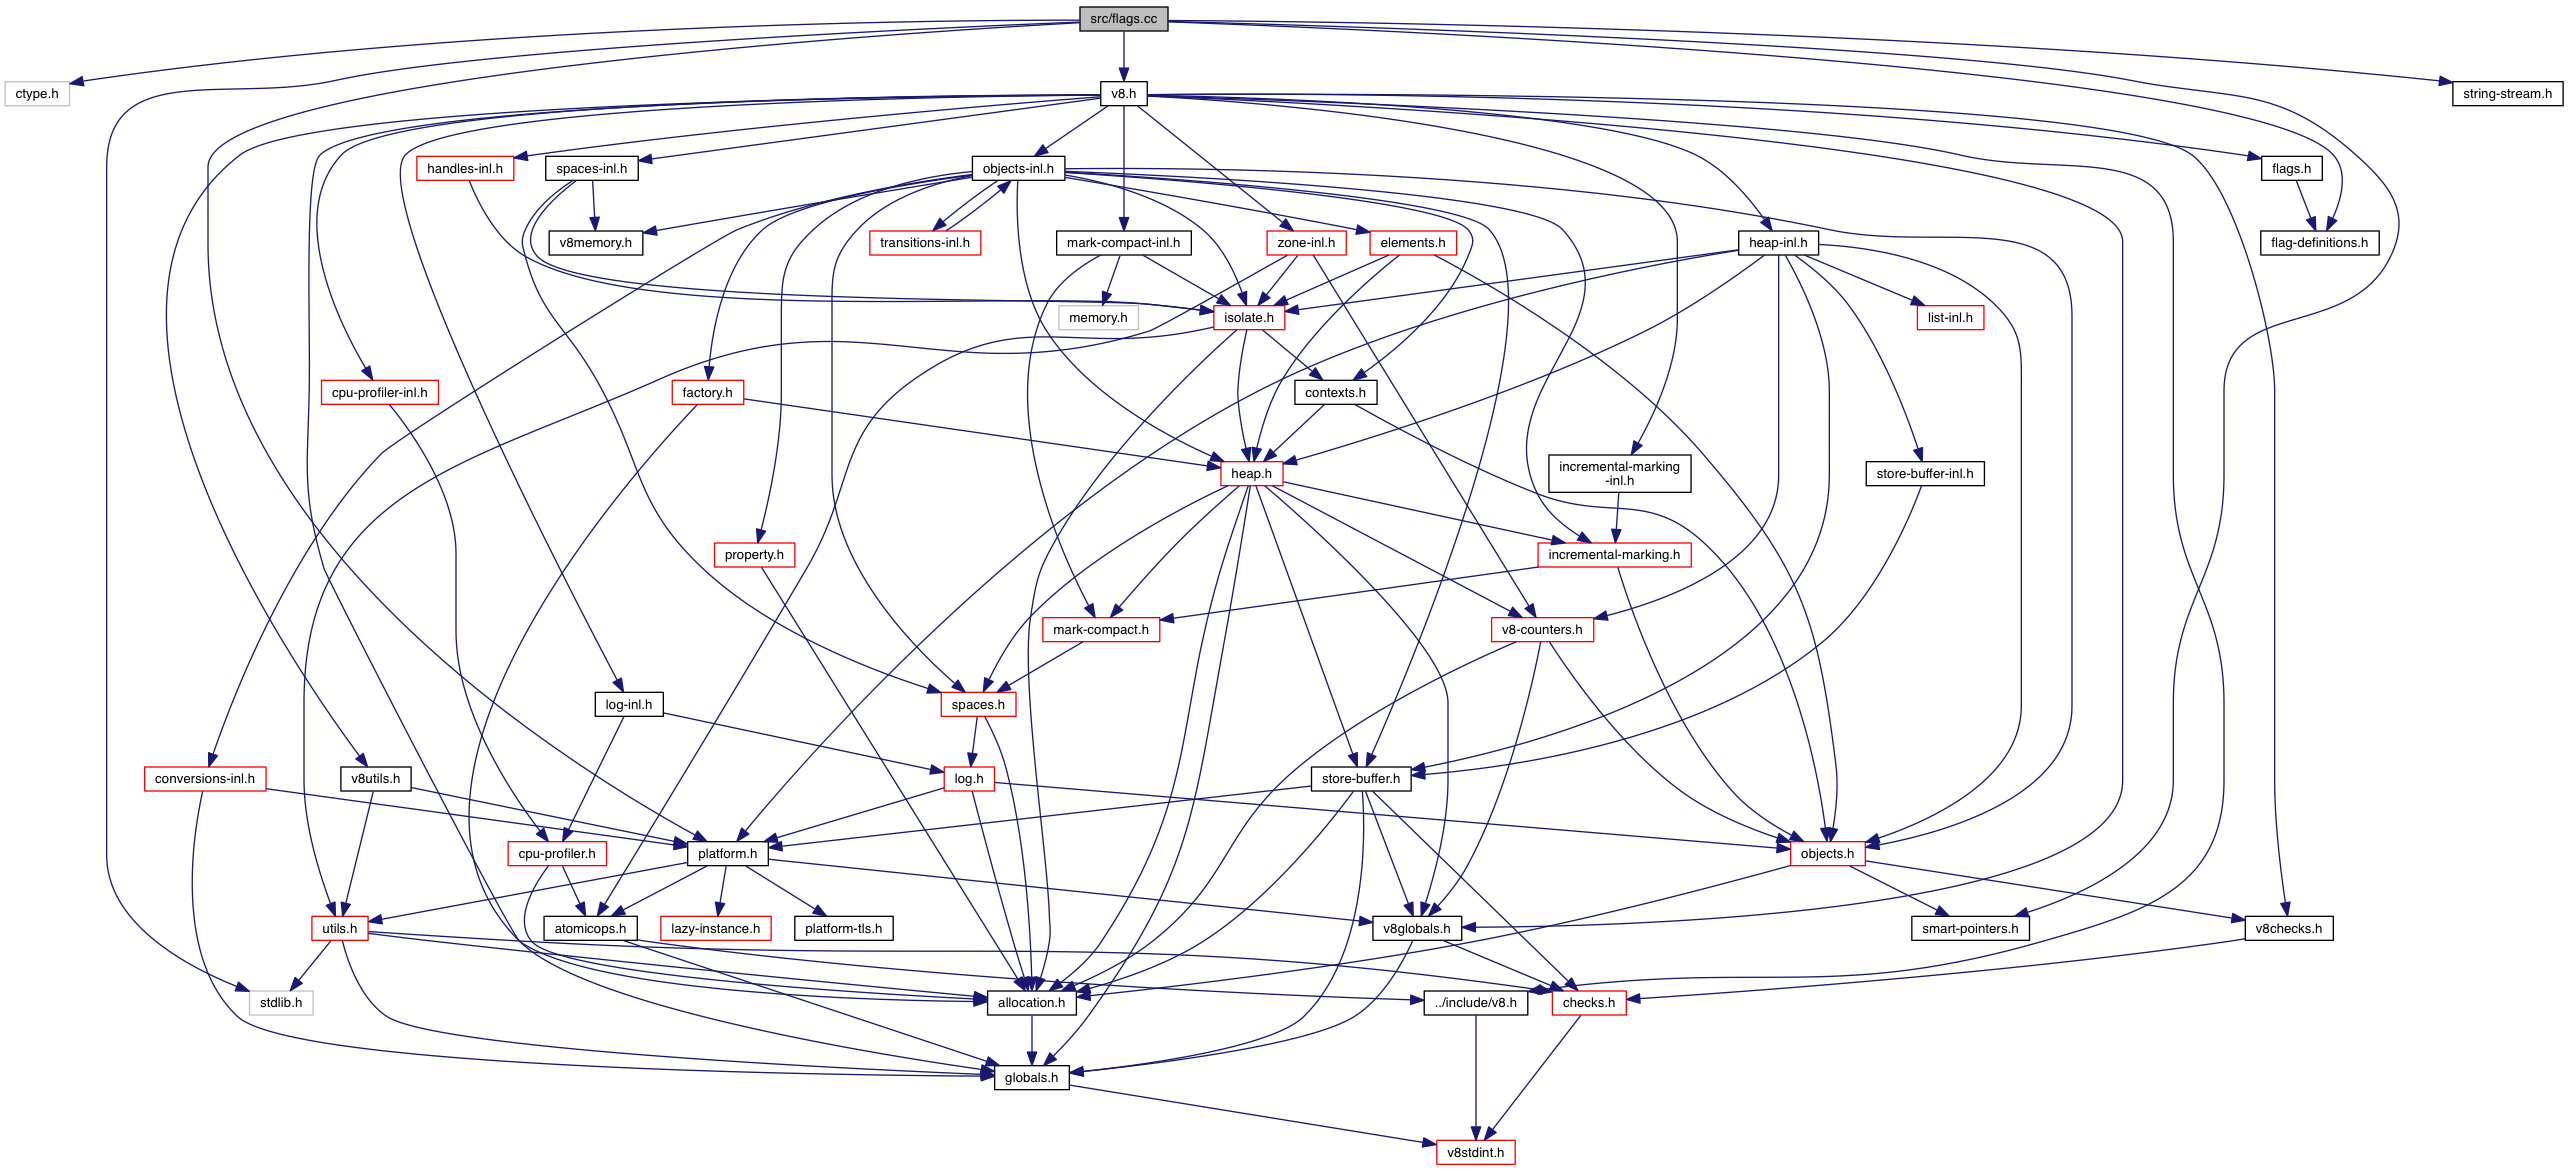 src/flags.cc
ctype.h
v8.h
string-stream.h
handles-inl.h
spaces-inl.h
objects-inl.h
flags.h
v8memory.h
transitions-inl.h
mark-compact-inl.h
zone-inl.h
elements.h
heap-inl.h
flag-definitions.h
memory.h
isolate.h
list-inl.h
cpu-profiler-inl.h
factory.h
contexts.h
heap.h
incremental-marking
-inl.h
store-buffer-inl.h
property.h
incremental-marking.h
mark-compact.h
v8-counters.h
log-inl.h
spaces.h
conversions-inl.h
v8utils.h
log.h
store-buffer.h
cpu-profiler.h
platform.h
objects.h
utils.h
atomicops.h
lazy-instance.h
platform-tls.h
v8globals.h
smart-pointers.h
v8checks.h
stdlib.h
allocation.h
../include/v8.h
checks.h
globals.h
v8stdint.h